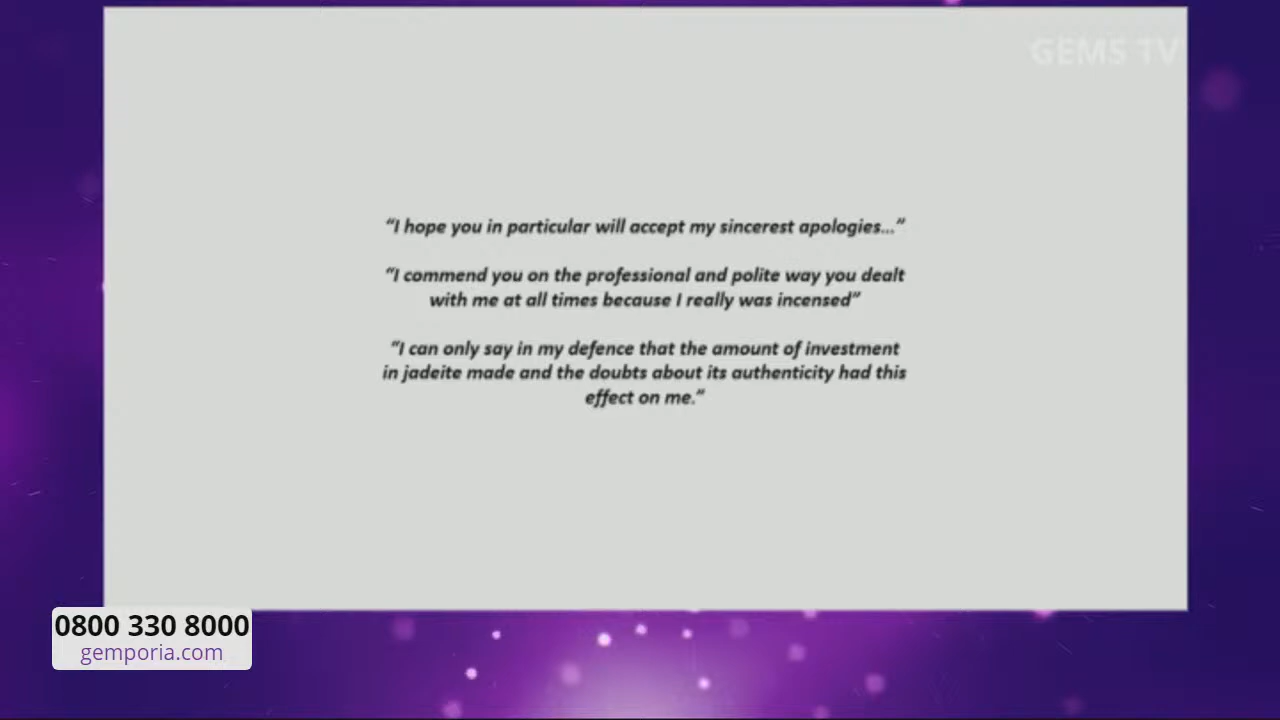 GEMS TV
“I hope you in particular will accept my sincerest apologies...”
“I commend you on the professional and polite way you dealt
with me at all times because I really was incensed”
“I can only say in my defence that the amount of investment
in jadeite made and the doubts about its authenticity had this
effect on me.”
0800 330 8000
gemporia.com